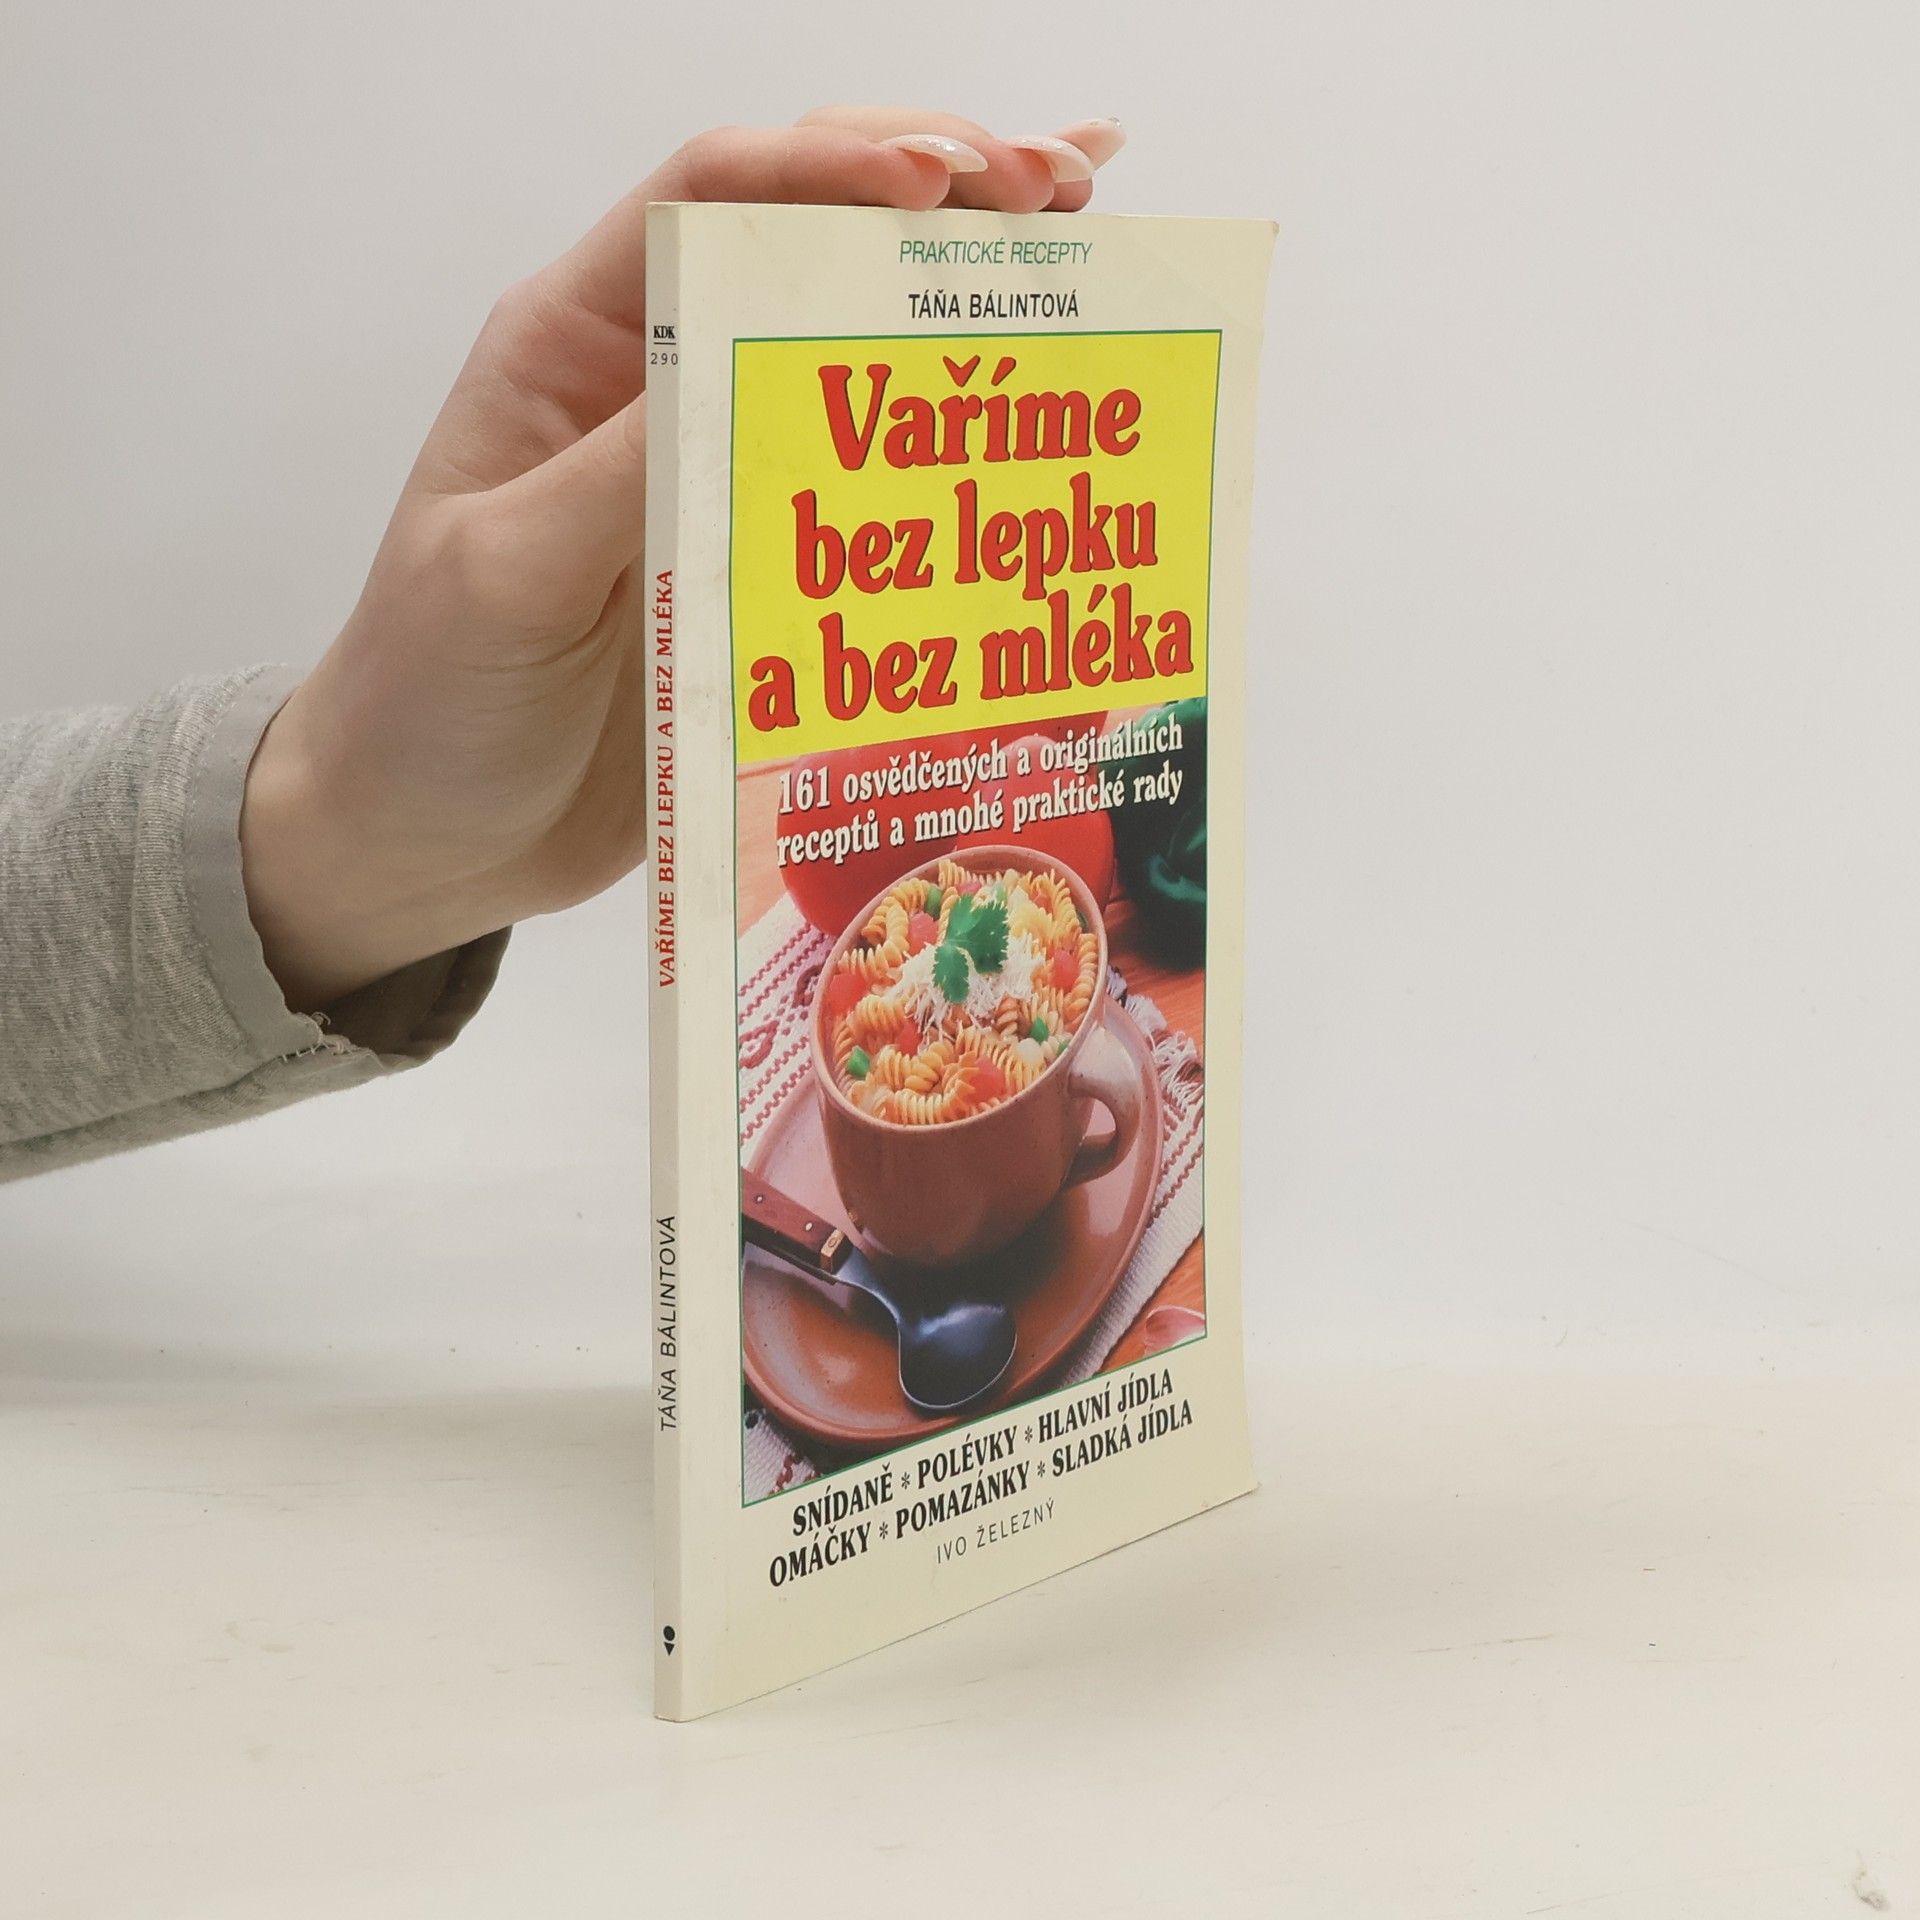 PRAKTICKÉ RECEPTY
TÁŇA BÁLINTOVÁ
Vaříme
bez lepku
a bez mléka
161 osvědčených a originálních
receptů a mnohé praktické rady
SNÍDANĚ * POLÉVKY * HLAVNÍ JÍDLA
OMÁČKY * POMAZÁNKY * SLADKÁ JÍDLA
IVO ŽELEZNÝ
KDK
290
VAŘÍME BEZ LEPKU A BEZ MLÉKA
TÁŇA BÁLINTOVÁ